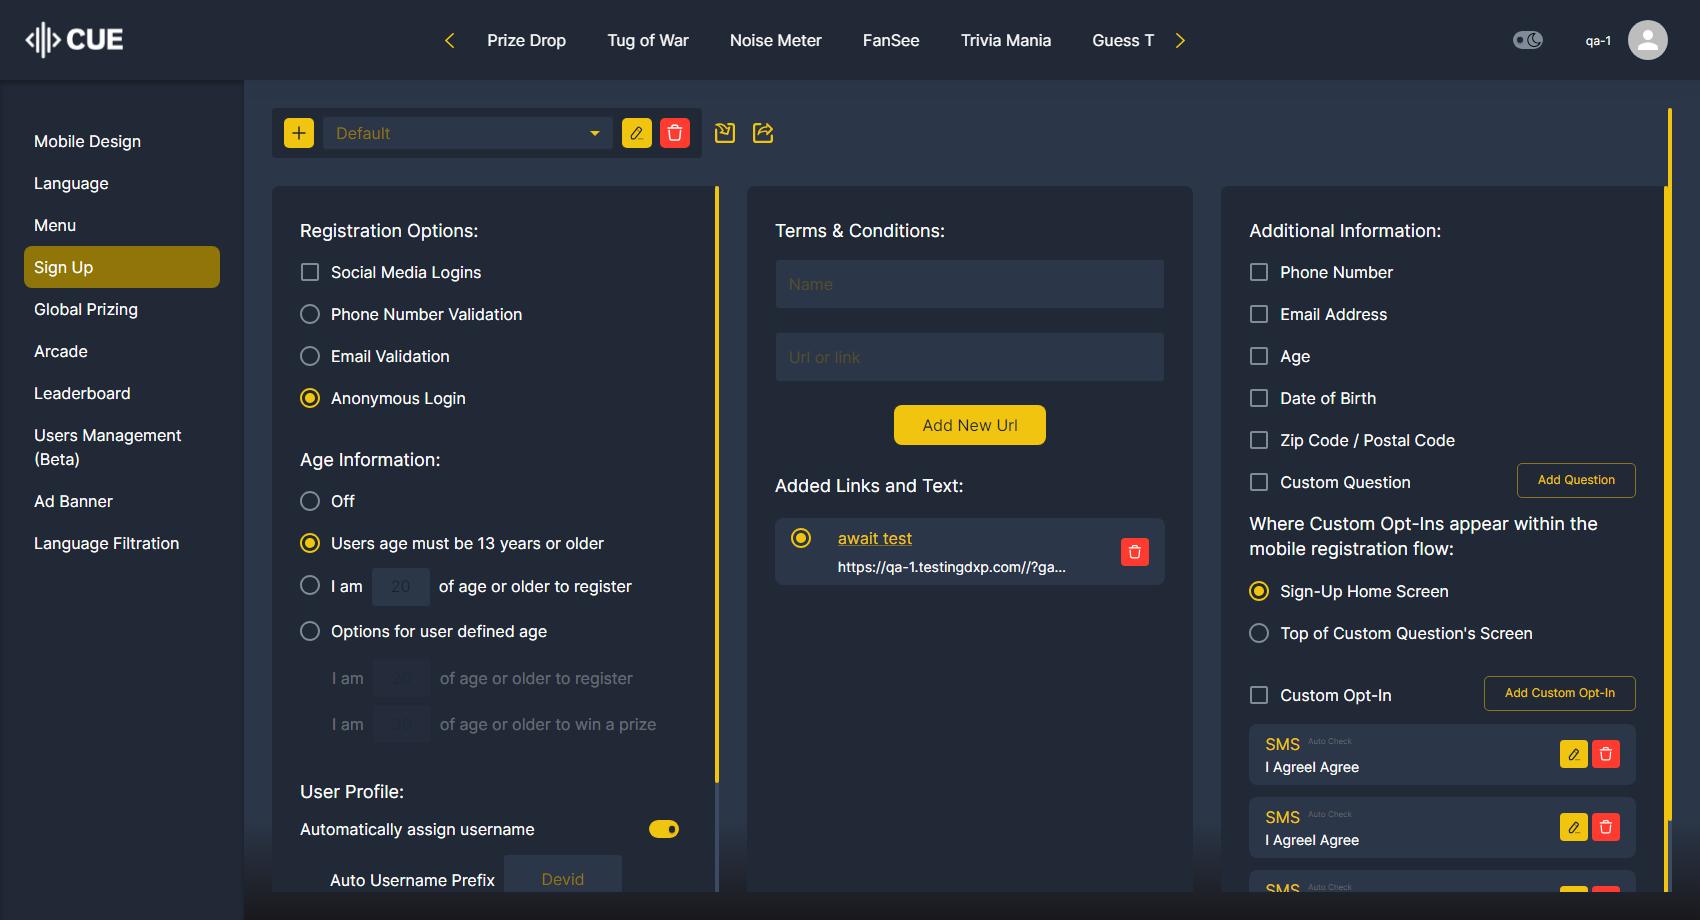 CUE
Prize Drop
Tug of War
Noise Meter
FanSee
Trivia Mania
Guess T
qa-1
Mobile Design
Language
Menu
Sign Up
Global Prizing
Arcade
Leaderboard
Users Management
(Beta)
Ad Banner
Language Filtration
Default
Registration Options:
Social Media Logins
Phone Number Validation
Email Validation
Anonymous Login
Age Information:
Off
Users age must be 13 years or older
I am 20 of age or older to register
Options for user defined age
I am 20 of age or older to register
I am 30 of age or older to win a prize
User Profile:
Automatically assign username
Auto Username Prefix Devid
Terms & Conditions:
Name
Url or link
Add New Url
Added Links and Text:
await test
https://qa-1.testingdxp.com//?ga...
Additional Information:
Phone Number
Email Address
Age
Date of Birth
Zip Code / Postal Code
Custom Question
Add Question
Where Custom Opt-Ins appear within the
mobile registration flow:
Sign-Up Home Screen
Top of Custom Question's Screen
Custom Opt-In
Add Custom Opt-In
SMS Auto Check
I AgreeI Agree
SMS Auto Check
I AgreeI Agree
SMS Auto Check